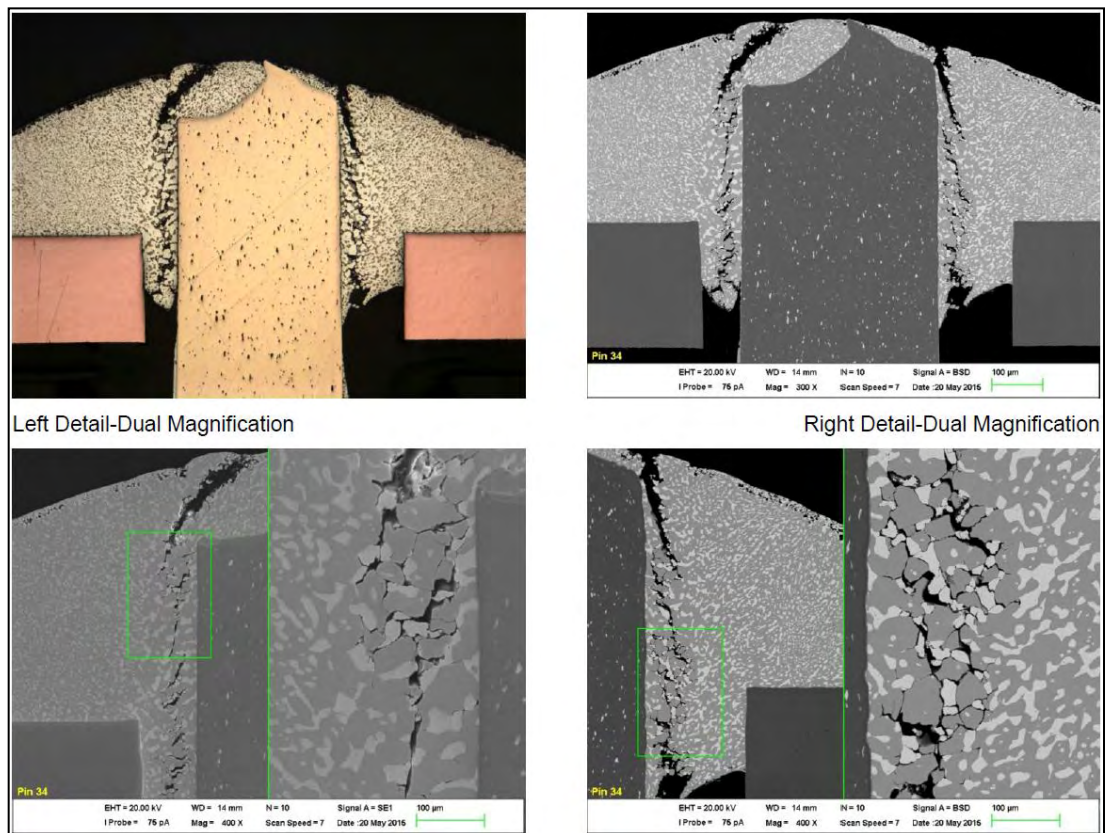 Pin 34
EHT = 20.00 kV WD = 14 mm N = 10 Signal A = BSD 100 µm
I Probe = 75 pA Mag = 300 X Scan Speed = 7 Date :20 May 2015
Left Detail-Dual Magnification
Right Detail-Dual Magnification
Pin 34
EHT = 20.00 kV WD = 14 mm N = 10 Signal A = SE1 100 µm
I Probe = 75 pA Mag = 400 X Scan Speed = 7 Date :20 May 2015
Pin 34
EHT = 20.00 kV WD = 14 mm N = 10 Signal A = BSD 100 µm
I Probe = 75 pA Mag = 400 X Scan Speed = 7 Date :20 May 2015